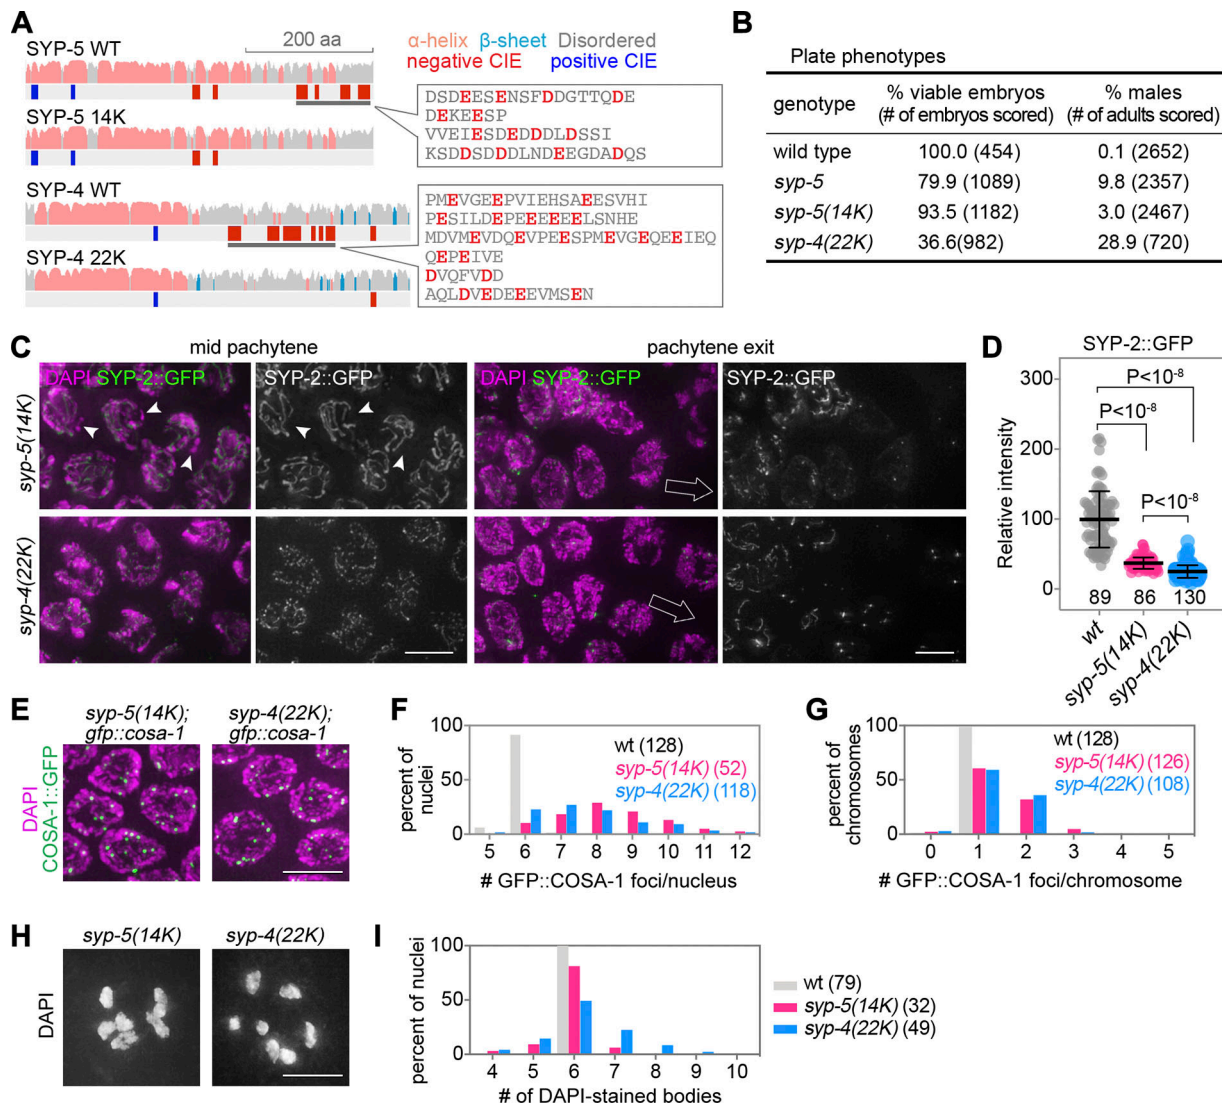 A
SYP-5 WT
200 aa
α-helix β-sheet Disordered
negative CIE positive CIE
SYP-5 14K
DSDEESENSFDDGTTQDE
DEKEESP
VVEIESDEDDDLDSSI
KSDDSDDDLNDEEGDADQS
SYP-4 WT
SYP-4 22K
PMEVGEEPVIEHSAEESVHI
PESILDEPEEEEELSNHE
MDVMEVDQEVPEESPMEVGEQEEIEQ
QEPEIVE
DVQFVDD
AQLDVEDEEEVMSEN
B
Plate phenotypes
genotype % viable embryos (# of embryos scored) % males (# of adults scored)
wild type 100.0 (454) 0.1 (2652)
syp-5 79.9 (1089) 9.8 (2357)
syp-5(14K) 93.5 (1182) 3.0 (2467)
syp-4(22K) 36.6(982) 28.9 (720)
C
mid pachytene pachytene exit
DAPI SYP-2::GFP SYP-2::GFP DAPI SYP-2::GFP SYP-2::GFP
syp-5(14K)
syp-4(22K)
D
SYP-2::GFP
Relative intensity
300
200
100
0
P<10-8
P<10-8
P<10-8
89 86 130
wt syp-5(14K) syp-4(22K)
E
syp-5(14K); gfp::cosa-1
syp-4(22K); gfp::cosa-1
DAPI
COSA-1::GFP
F
percent of nuclei
100
50
0
wt (128)
syp-5(14K) (52)
syp-4(22K) (118)
5 6 7 8 9 10 11 12
# GFP::COSA-1 foci/nucleus
G
percent of chromosomes
100
50
0
wt (128)
syp-5(14K) (126)
syp-4(22K) (108)
0 1 2 3 4 5
# GFP::COSA-1 foci/chromosome
H
syp-5(14K) syp-4(22K)
DAPI
I
percent of nuclei
100
50
0
4 5 6 7 8 9 10
# of DAPI-stained bodies
wt (79)
syp-5(14K) (32)
syp-4(22K) (49)